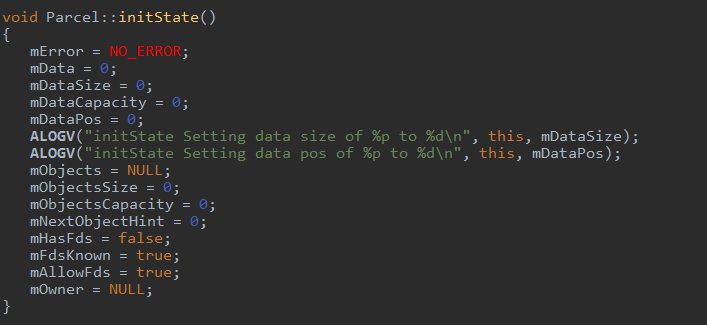 void Parcel::initState()
{
mError = NO_ERROR;
mData = 0;
mDataSize = 0;
mDataCapacity = 0;
mDataPos = 0;
ALOGV("initState Setting data size of %p to %d\n", this, mDataSize);
ALOGV("initState Setting data pos of %p to %d\n", this, mDataPos);
mObjects = NULL;
mObjectsSize = 0;
mObjectsCapacity = 0;
mNextObjectHint = 0;
mHasFds = false;
mFdsKnown = true;
mAllowFds = true;
mOwner = NULL;
}